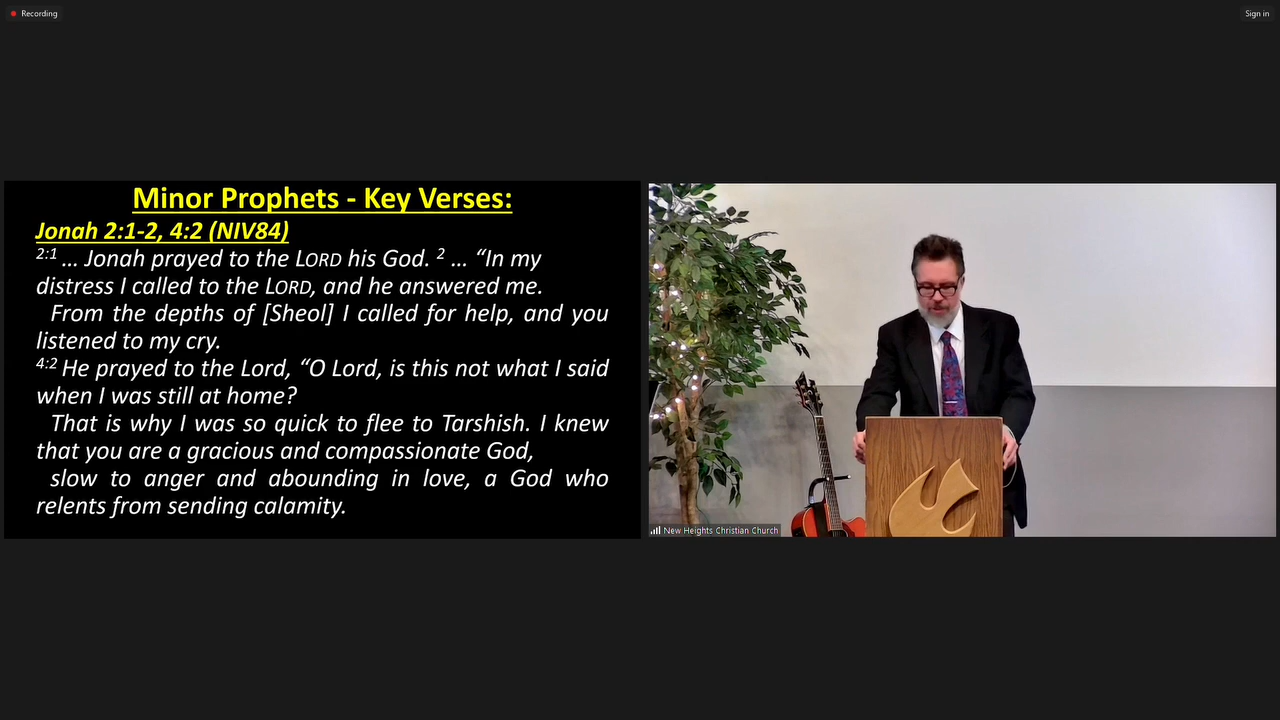 Recording
Sign in
Minor Prophets - Key Verses:
Jonah 2:1-2, 4:2 (NIV84)
2:1 ... Jonah prayed to the LORD his God. 2 ... “In my
distress I called to the LORD, and he answered me.
From the depths of [Sheol] I called for help, and you
listened to my cry.
4:2 He prayed to the Lord, “O Lord, is this not what I said
when I was still at home?
That is why I was so quick to flee to Tarshish. I knew
that you are a gracious and compassionate God,
slow to anger and abounding in love, a God who
relents from sending calamity.
New Heights Christian Church